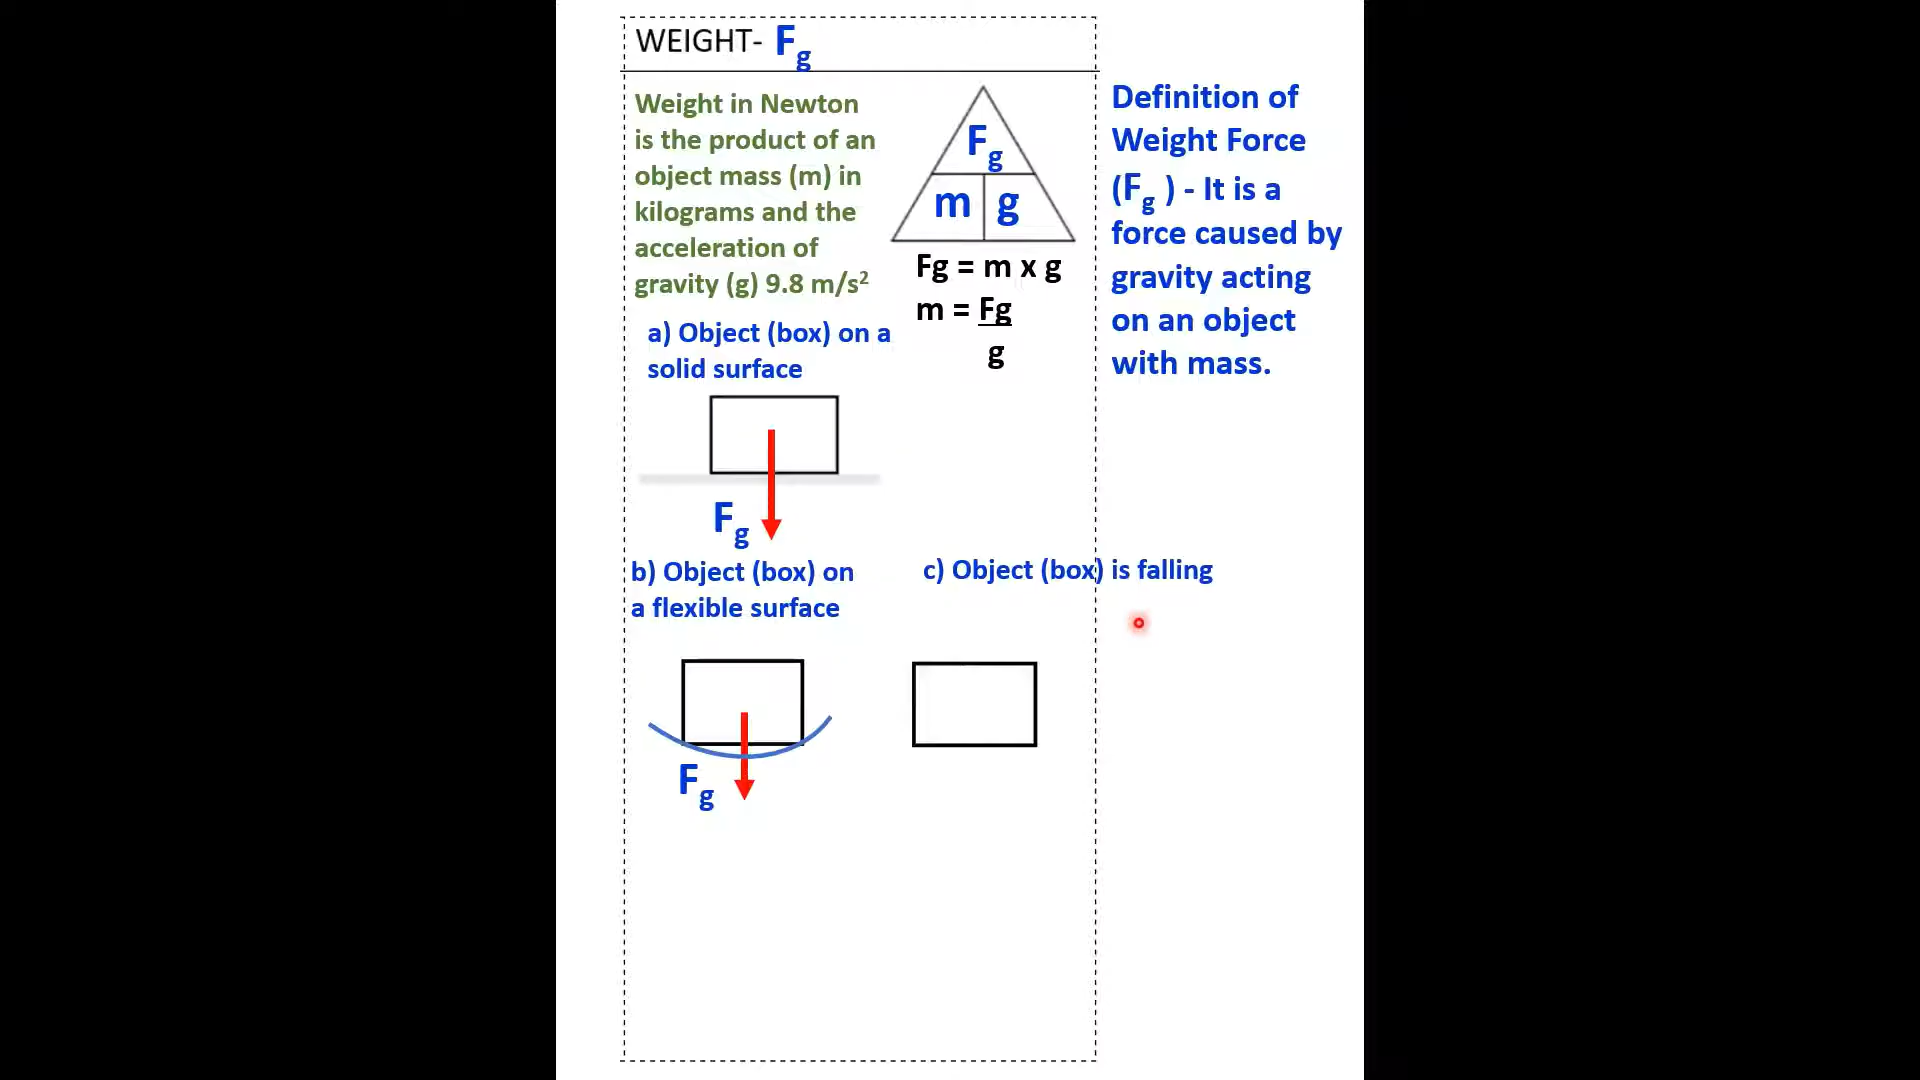 WEIGHT- Fg
Weight in Newton
is the product of an
object mass (m) in
kilograms and the
acceleration of
gravity (g) 9.8 m/s²
Fg
m g
Fg = m x g
m = Fg
g
Definition of
Weight Force
(Fg ) - It is a
force caused by
gravity acting
on an object
with mass.
a) Object (box) on a
solid surface
Fg
b) Object (box) on
a flexible surface
Fg
c) Object (box) is falling